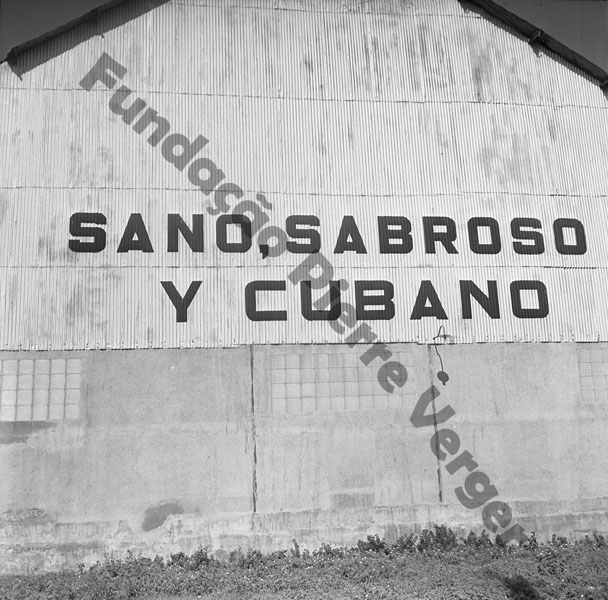 SANO, SABROSO
Y CUBANO
Fundação Pierre Verger